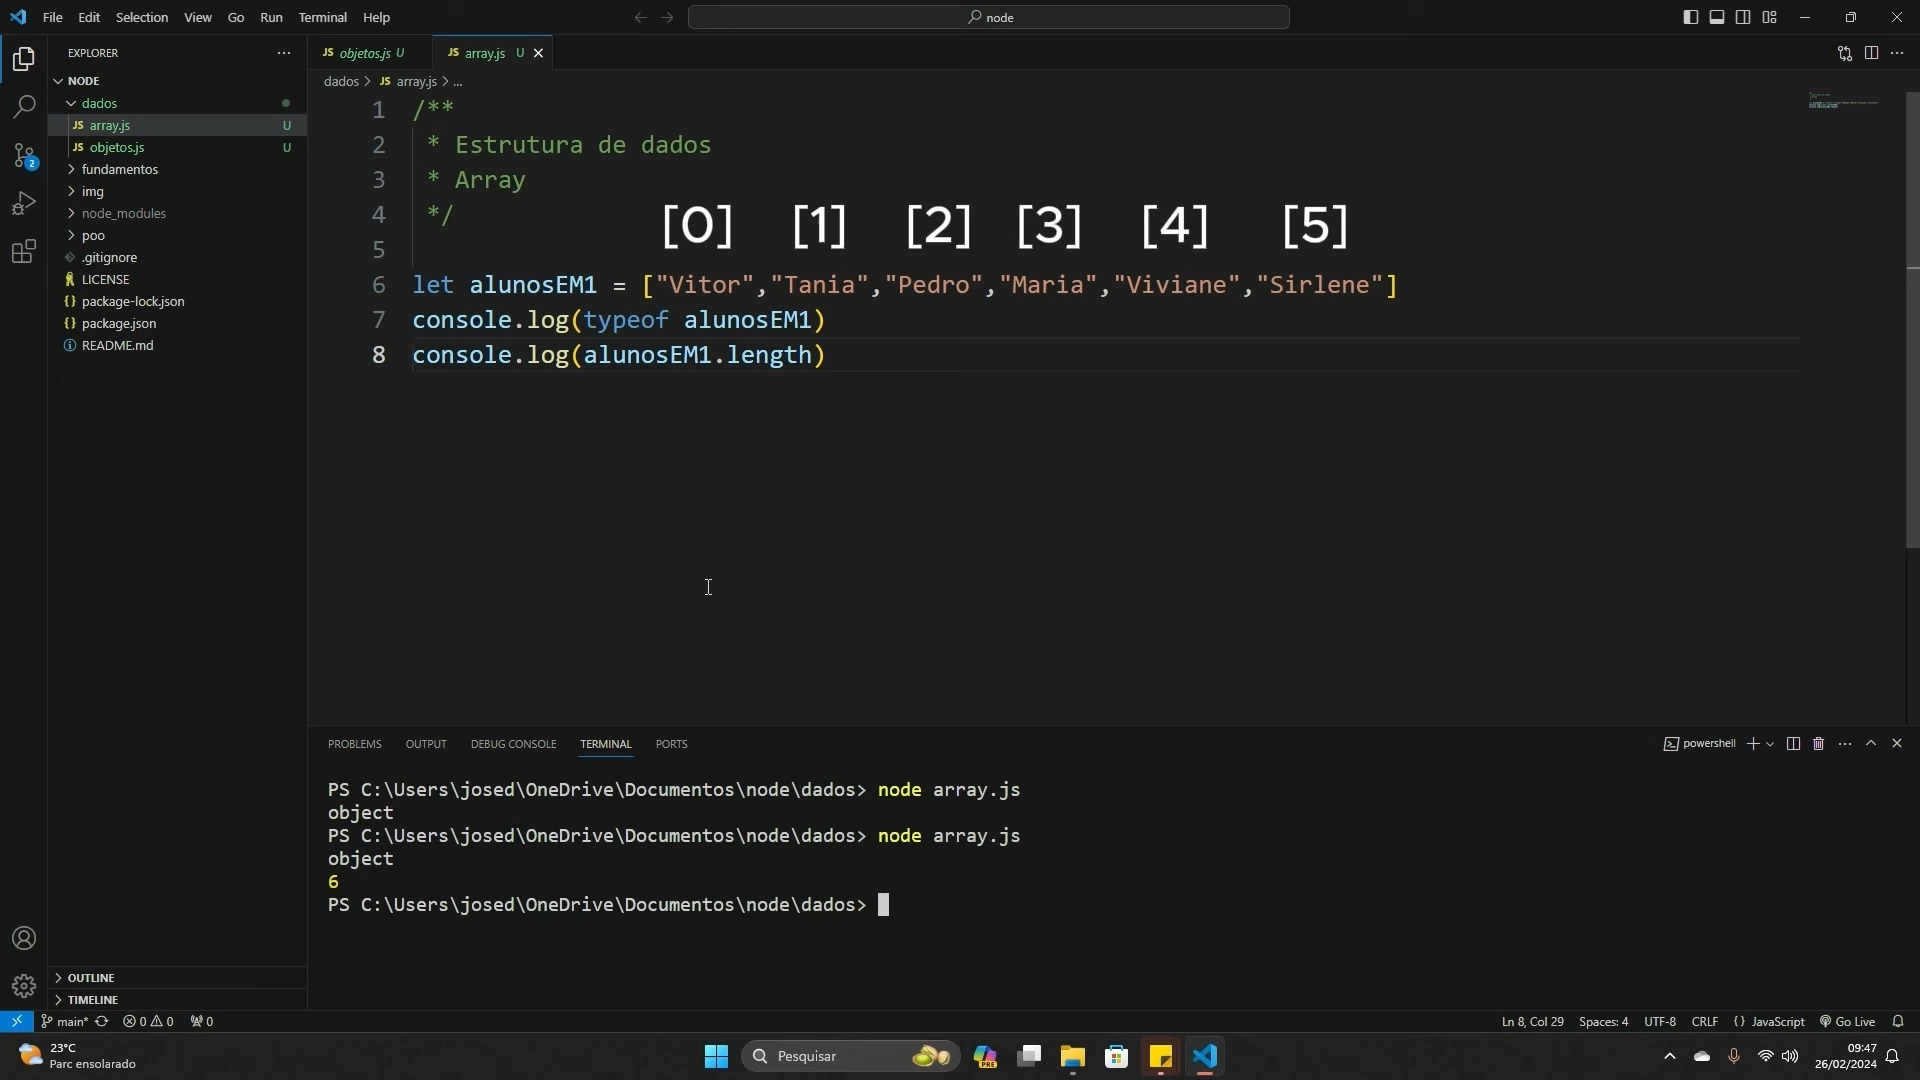 File Edit Selection View Go Run Terminal Help
node
EXPLORER
NODE
dados
JS array.js U
JS objetos.js U
fundamentos
img
node_modules
poo
.gitignore
LICENSE
{} package-lock.json
{} package.json
README.md
OUTLINE
TIMELINE
2
JS objetos.js U
JS array.js U
dados > JS array.js > ...
1 /**
2 * Estrutura de dados
3 * Array
4 */
[0] [1] [2] [3] [4] [5]
5
6 let alunosEM1 = ["Vitor","Tania","Pedro","Maria","Viviane","Sirlene"]
7 console.log(typeof alunosEM1)
8 console.log(alunosEM1.length)
PROBLEMS OUTPUT DEBUG CONSOLE TERMINAL PORTS
powershell
PS C:\Users\josed\OneDrive\Documentos\node\dados> node array.js
object
PS C:\Users\josed\OneDrive\Documentos\node\dados> node array.js
object
6
PS C:\Users\josed\OneDrive\Documentos\node\dados>
main* 0 0 0
Ln 8, Col 29 Spaces: 4 UTF-8 CRLF {} JavaScript Go Live
23°C
Parc ensolarado
Pesquisar
PRE
09:47
26/02/2024